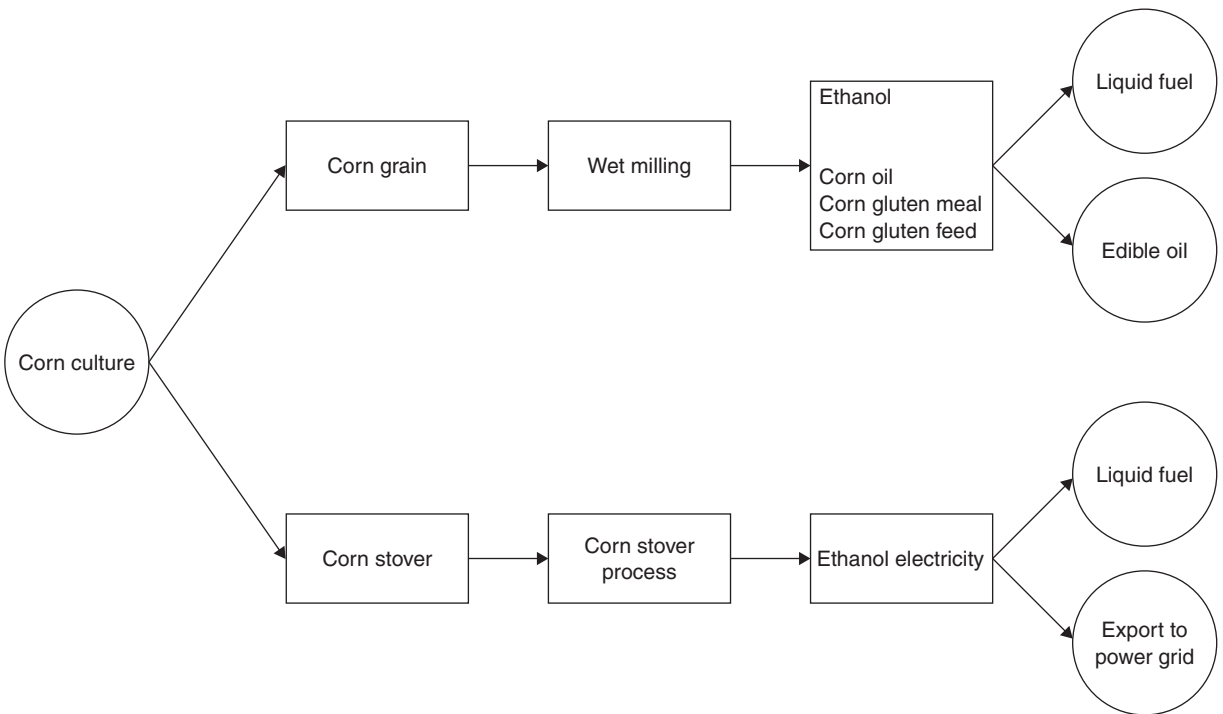 Corn culture
Corn grain
Wet milling
Ethanol
Corn oil
Corn gluten meal
Corn gluten feed
Liquid fuel
Edible oil
Corn stover
Corn stover
process
Ethanol electricity
Liquid fuel
Export to
power grid